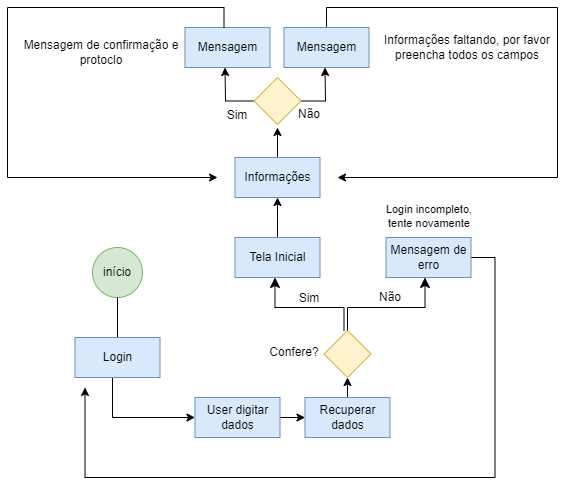 Mensagem de confirmação e
protoclo
Mensagem
Mensagem
Informações faltando, por favor
preencha todos os campos
Sim
Não
Informações
Login incompleto,
tente novamente
Tela Inicial
Mensagem de
erro
início
Sim
Não
Confere?
Login
User digitar
dados
Recuperar
dados